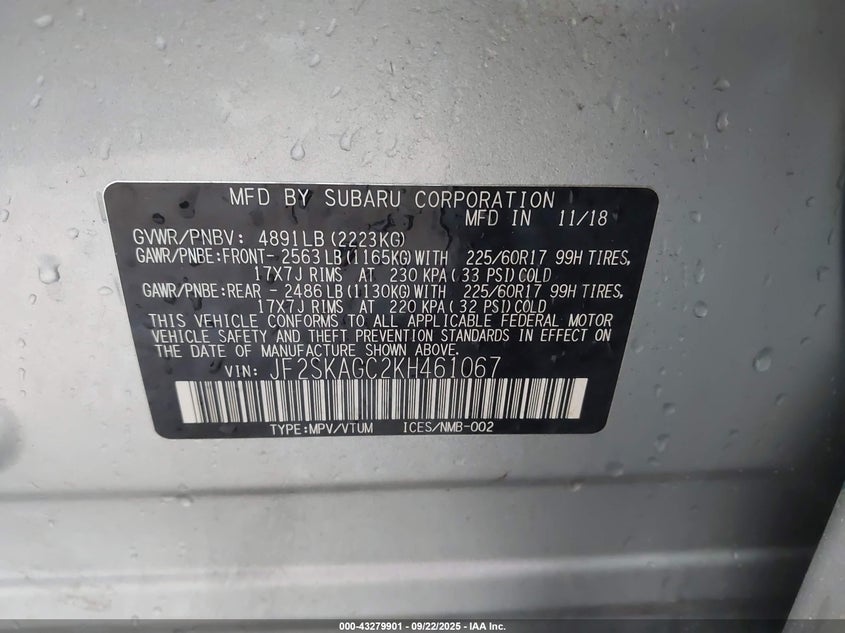 MFD BY SUBARU CORPORATION
MFD IN 11/18
GVWR/PNBV: 4891LB(2223KG)
GAWR/PNBE:FRONT- 2563LB(1165KG)WITH 225/60R17 99H TIRES,
17X7J RIMS AT 230 KPA(33 PSI)COLD
GAWR/PNBE:REAR - 2486LB(1130KG)WITH 225/60R17 99H TIRES,
17X7J RIMS AT 220 KPA(32 PSI)COLD
THIS VEHICLE CONFORMS TO ALL APPLICABLE FEDERAL MOTOR
VEHICLE SAFETY AND THEFT PREVENTION STANDARDS IN EFFECT ON
THE DATE OF MANUFACTURE SHOWN ABOVE.
VIN: JF2SKAGC2KH461067
TYPE:MPV/VTUM ICES/NMB-002
000-43279901 - 09/22/2025 - IAA Inc.